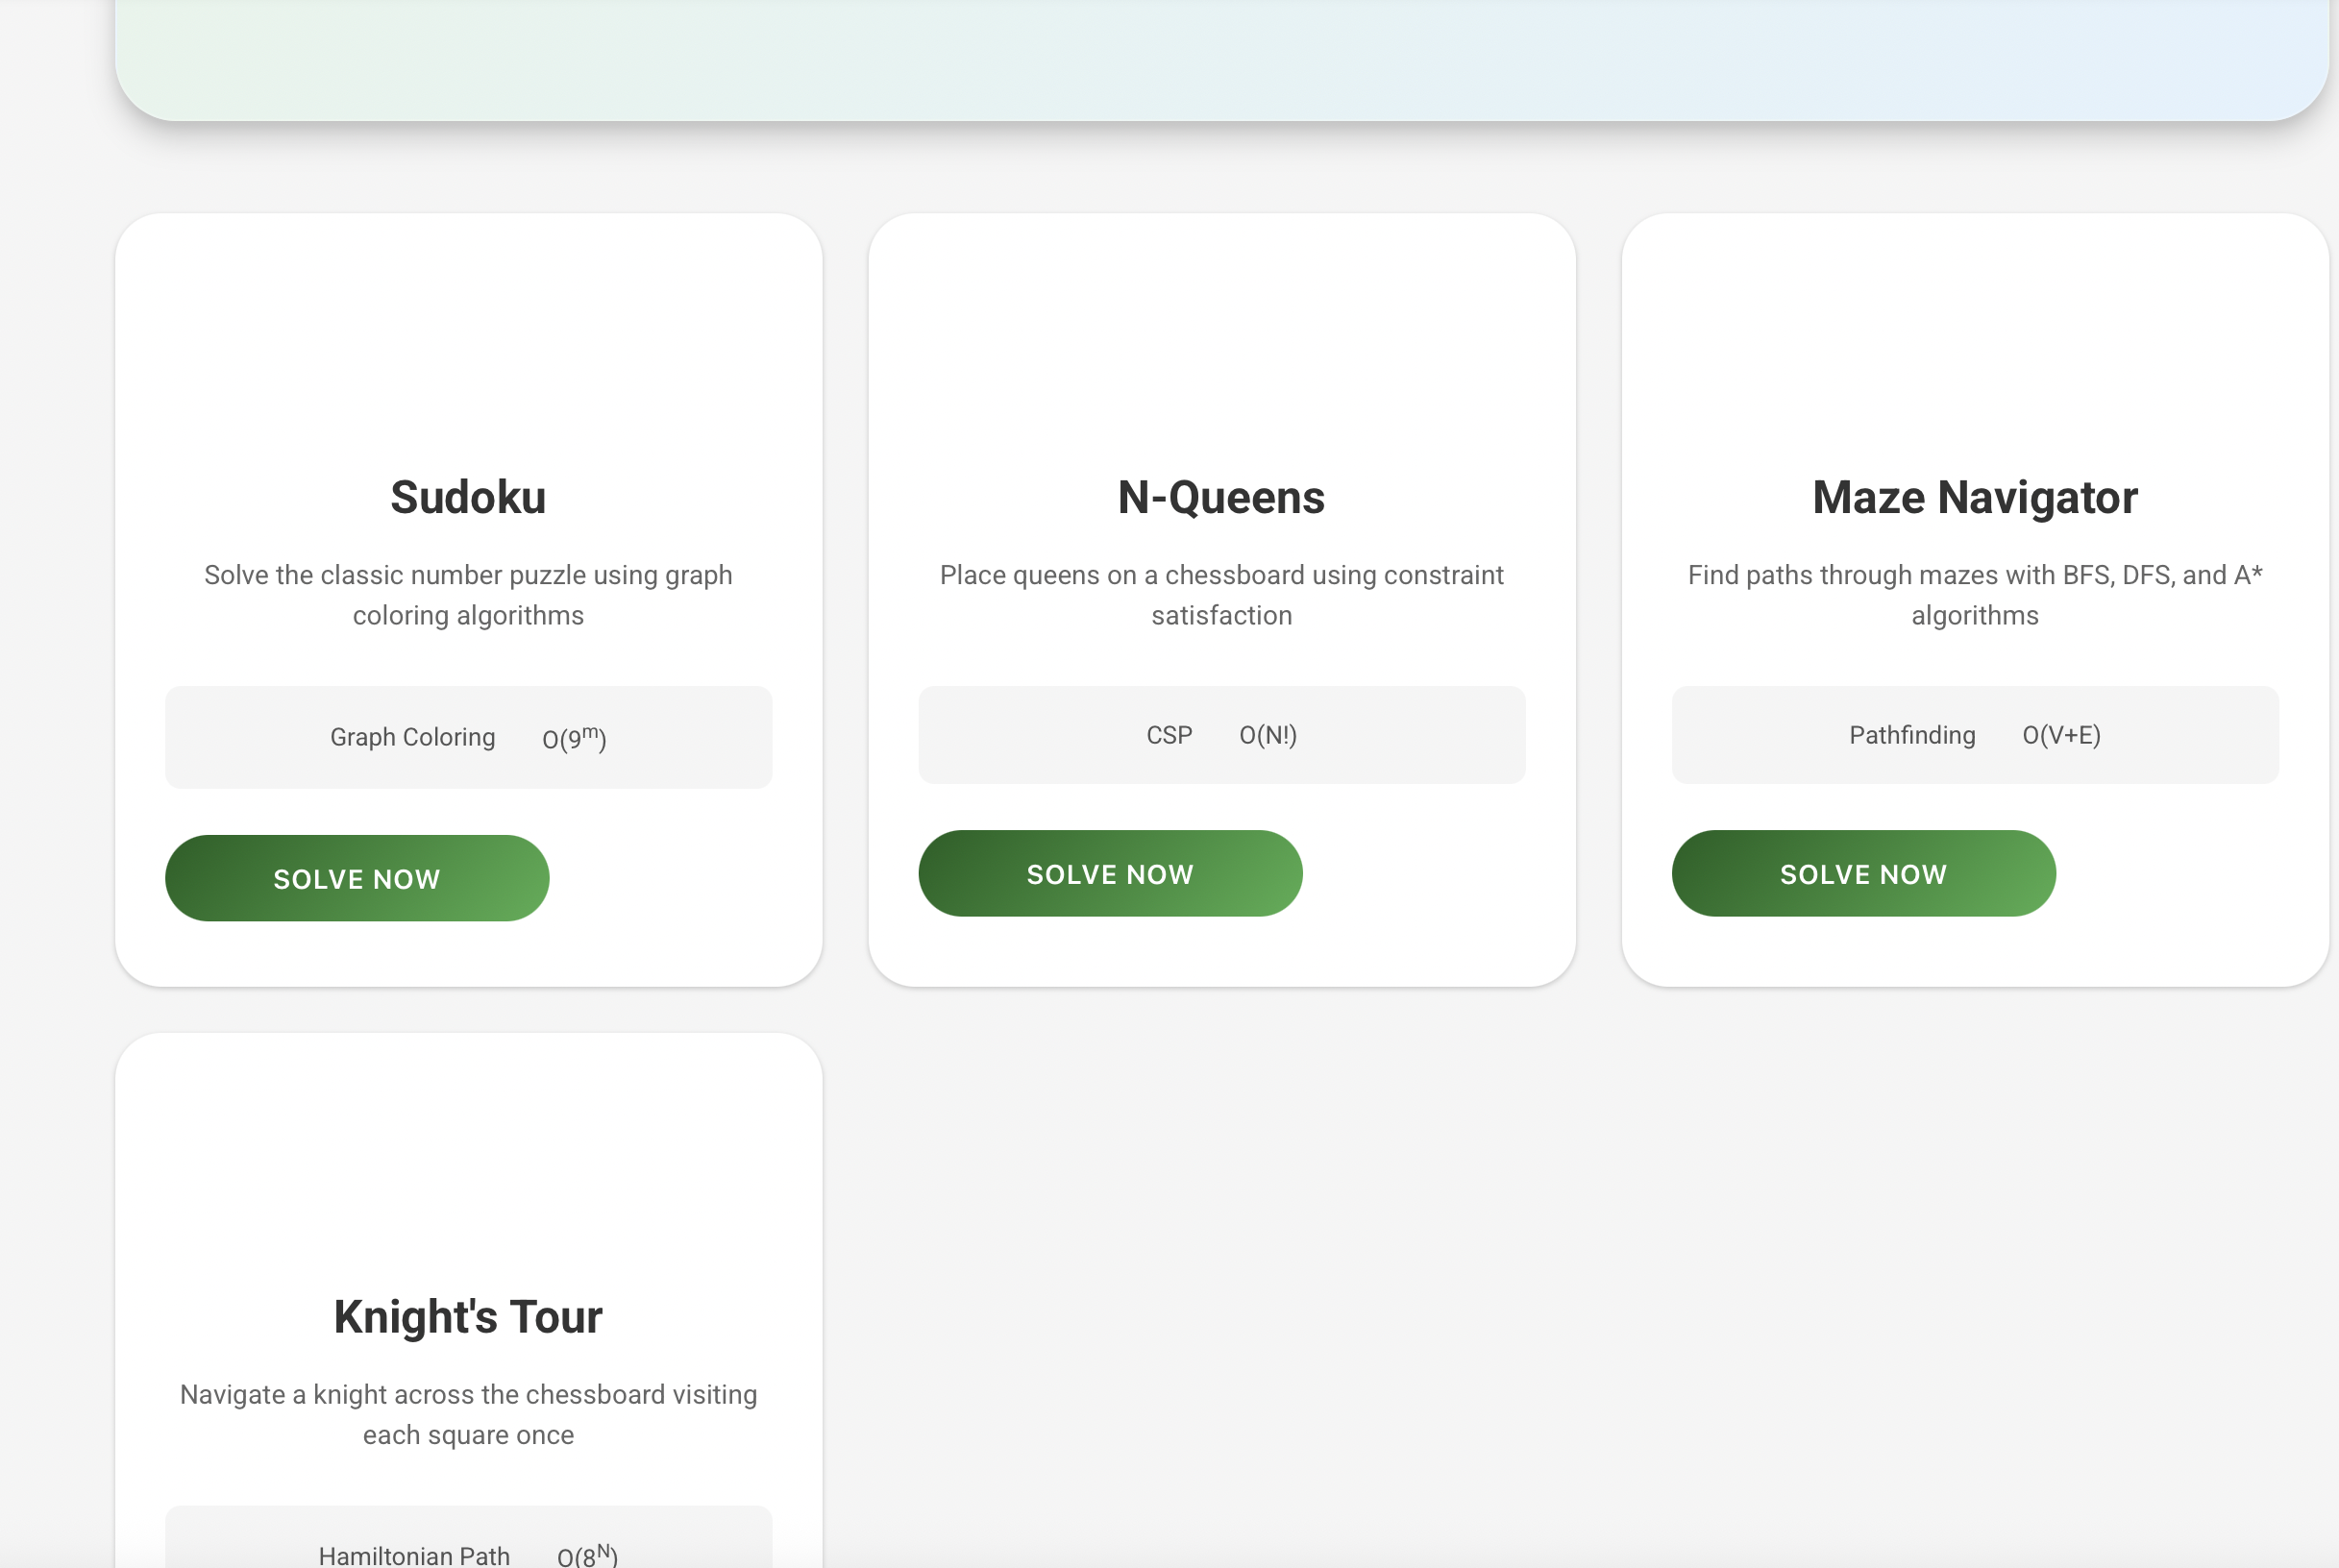 Sudoku
Solve the classic number puzzle using graph
coloring algorithms
Graph Coloring O(9^m)
SOLVE NOW
N-Queens
Place queens on a chessboard using constraint
satisfaction
CSP O(N!)
SOLVE NOW
Maze Navigator
Find paths through mazes with BFS, DFS, and A*
algorithms
Pathfinding O(V+E)
SOLVE NOW
Knight's Tour
Navigate a knight across the chessboard visiting
each square once
Hamiltonian Path O(8^N)